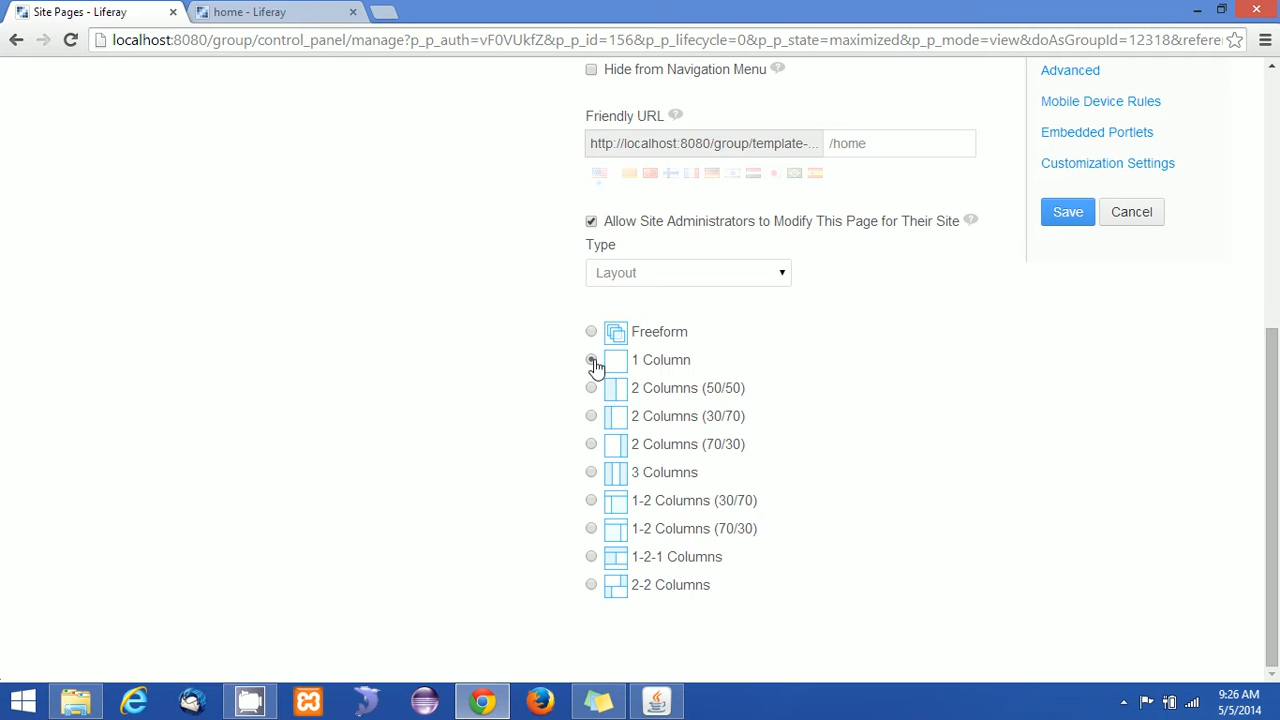 Site Pages - Liferay
home - Liferay
localhost:8080/group/control_panel/manage?p_p_auth=vF0VUkfZ&p_p_id=156&p_p_lifecycle=0&p_p_state=maximized&p_p_mode=view&doAsGroupId=12318&refere
Hide from Navigation Menu
Advanced
Mobile Device Rules
Friendly URL
Embedded Portlets
http://localhost:8080/group/template-... /home
Customization Settings
Save Cancel
Allow Site Administrators to Modify This Page for Their Site
Type
Layout
Freeform
1 Column
2 Columns (50/50)
2 Columns (30/70)
2 Columns (70/30)
3 Columns
1-2 Columns (30/70)
1-2 Columns (70/30)
1-2-1 Columns
2-2 Columns
9:26 AM
5/5/2014